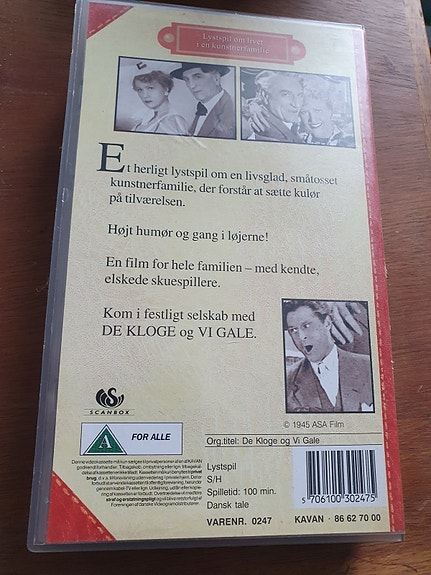 Lystspil om livet
i en kunstnerfamilie
Et herligt lystspil om en livsglad, småtosset
kunstnerfamilie, der forstår at sætte kulør
på tilværelsen.
Højt humør og gang i løjerne!
En film for hele familien – med kendte,
elskede skuespillere.
Kom i festligt selskab med
DE KLOGE og VI GALE.
SCANBOX
© 1945 ASA Film
A
FOR ALLE
Org.titel: De Kloge og Vi Gale
Lystspil
S/H
Spilletid: 100 min.
Dansk tale
VARENR. 0247
5 706100 302475
KAVAN - 86 62 70 00